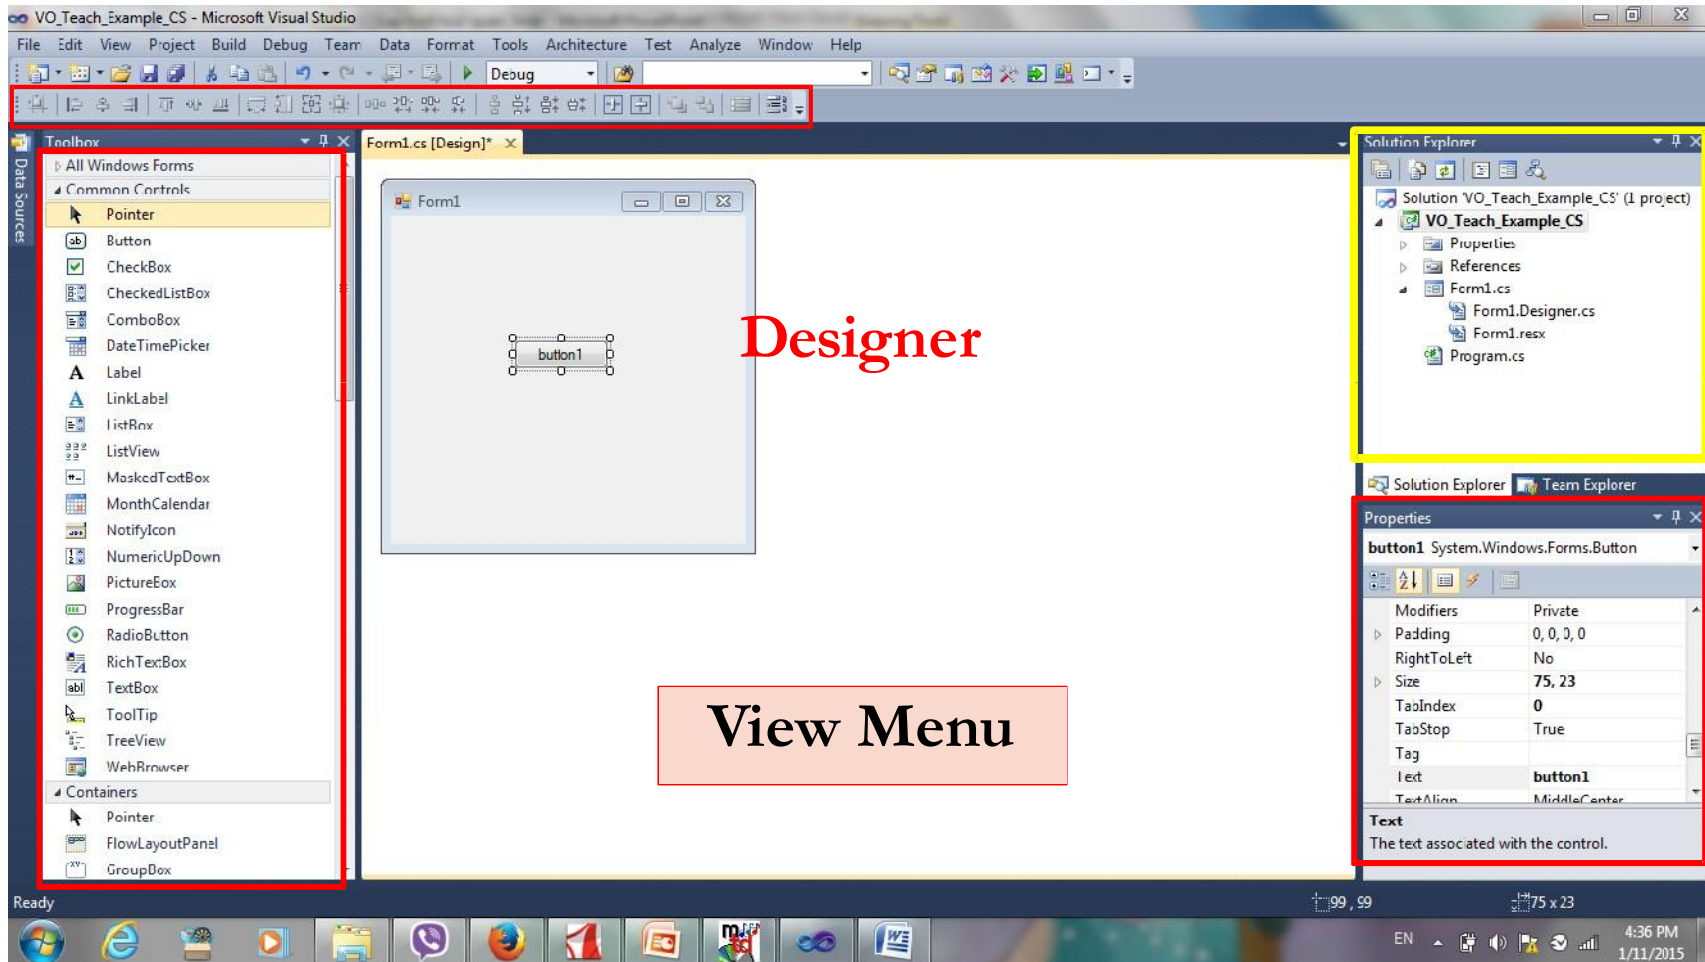 VO_Teach_Example_CS - Microsoft Visual Studio
File Edit View Project Build Debug Team Data Format Tools Architecture Test Analyze Window Help
Debug
Data Sources
Toolbox
All Windows Forms
Common Controls
Pointer
Button
CheckBox
CheckedListBox
ComboBox
DateTimePicker
Label
LinkLabel
ListBox
ListView
MaskedTextBox
MonthCalendar
NotifyIcon
NumericUpDown
PictureBox
ProgressBar
RadioButton
RichTextBox
TextBox
ToolTip
TreeView
WebBrowser
Containers
Pointer
FlowLayoutPanel
GroupBox
Form1.cs [Design]*
Form1
button1
Designer
View Menu
Solution Explorer
Solution 'VO_Teach_Example_CS' (1 project)
VO_Teach_Example_CS
Properties
References
Form1.cs
Form1.Designer.cs
Form1.resx
Program.cs
Solution Explorer Team Explorer
Properties
button1 System.Windows.Forms.Button
Modifiers Private
Padding 0, 0, 0, 0
RightToLeft No
Size 75, 23
TabIndex 0
TabStop True
Tag
Text button1
TextAlign MiddleCenter
Text
The text associated with the control.
Ready
99 , 99
75 x 23
EN
4:36 PM
1/11/2015